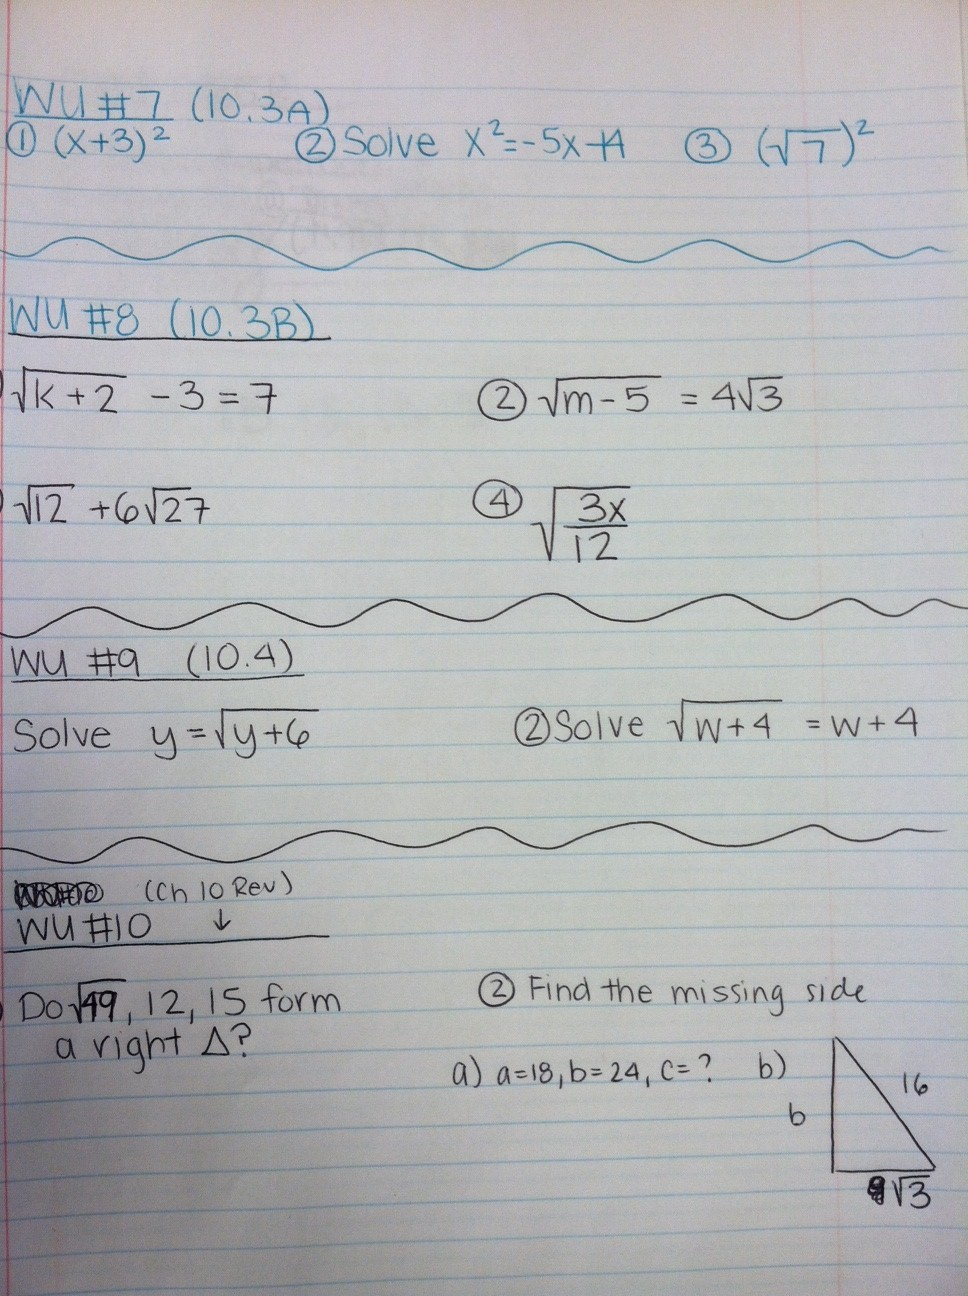 WU #7 (10.3A)
① (x+3)² ② Solve x²=-5x-14 ③ (√7)²
WU #8 (10.3B)
√k+2 - 3 = 7 ② √m-5 = 4√3
√12 + 6√27 ④ √3x/12
WU #9 (10.4)
Solve y=√y+6 ② Solve √w+4 = w+4
(Ch 10 Rev)
WU #10 ↓
Do √49, 12, 15 form ② Find the missing side
a right Δ?
a) a=18, b=24, c=? b)
16
b
√3